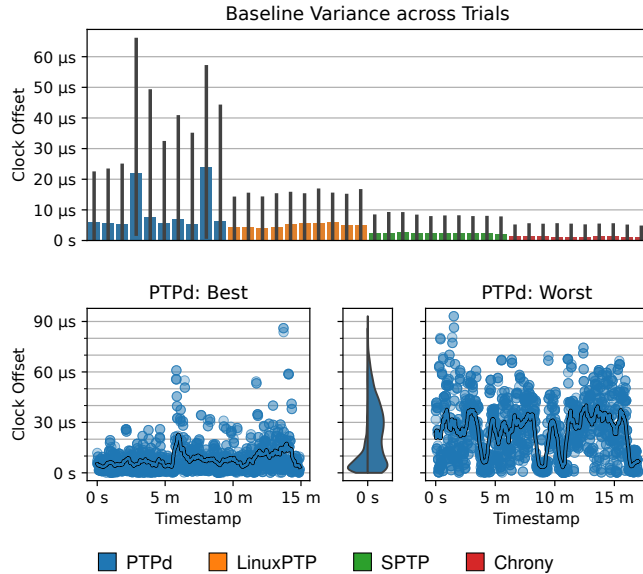 Baseline Variance across Trials
Clock Offset
60 μs
50 μs
40 μs
30 μs
20 μs
10 μs
0 s
PTPd: Best
PTPd: Worst
Clock Offset
90 μs
60 μs
30 μs
0 s
0 s 5 m 10 m 15 m
0 s
0 s 5 m 10 m 15 m
Timestamp
Timestamp
PTPd LinuxPTP SPTP Chrony